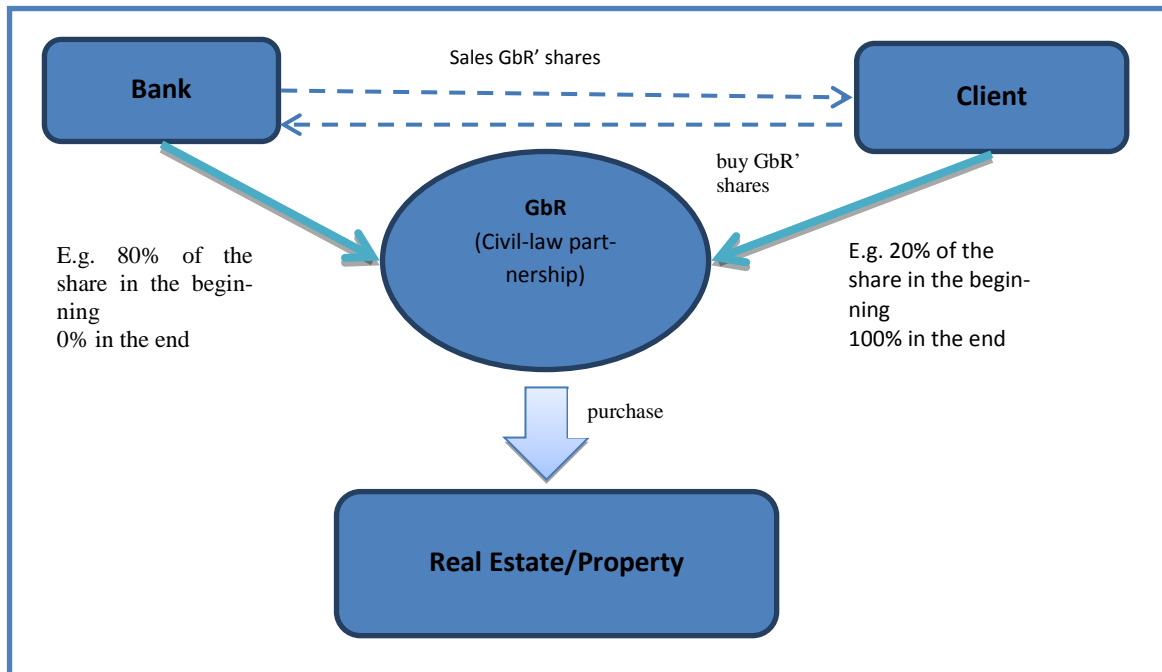 Bank
Sales GbR' shares
Client
buy GbR'
shares
GbR
(Civil-law part-
nership)
E.g. 80% of the
share in the begin-
ning
0% in the end
E.g. 20% of the
share in the begin-
ning
100% in the end
purchase
Real Estate/Property